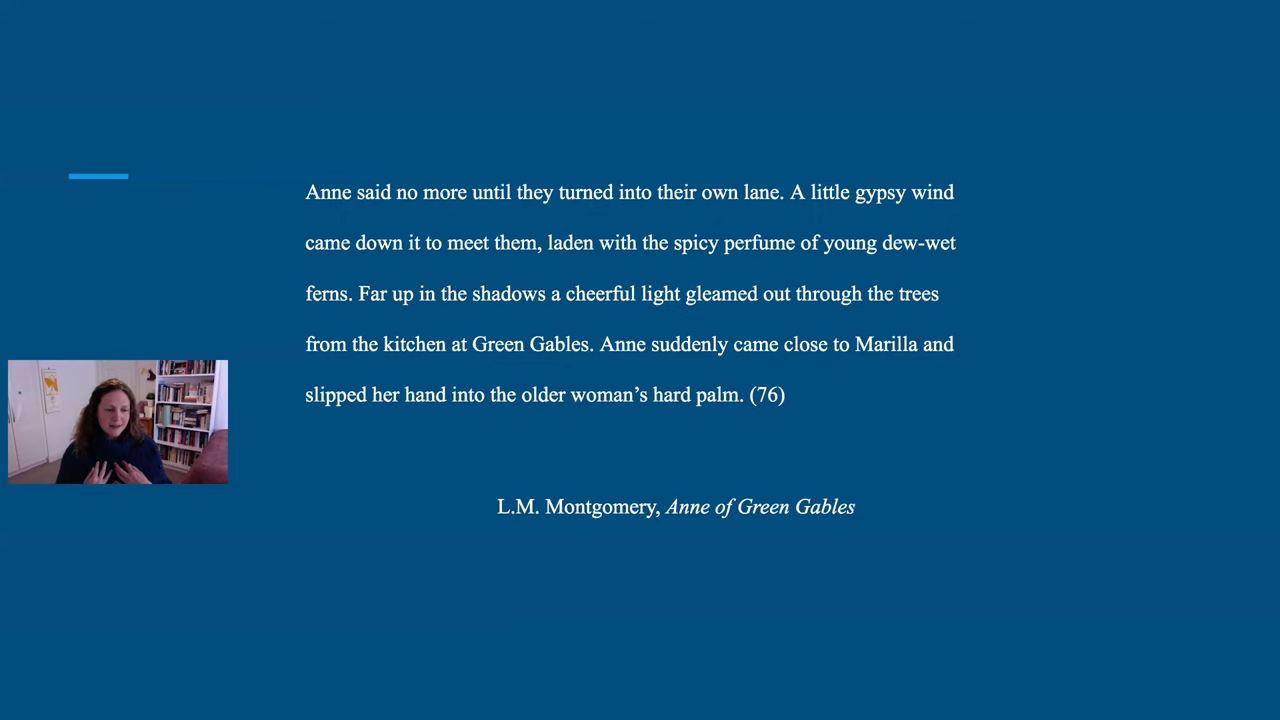 Anne said no more until they turned into their own lane. A little gypsy wind
came down it to meet them, laden with the spicy perfume of young dew-wet
ferns. Far up in the shadows a cheerful light gleamed out through the trees
from the kitchen at Green Gables. Anne suddenly came close to Marilla and
slipped her hand into the older woman’s hard palm. (76)
L.M. Montgomery, Anne of Green Gables